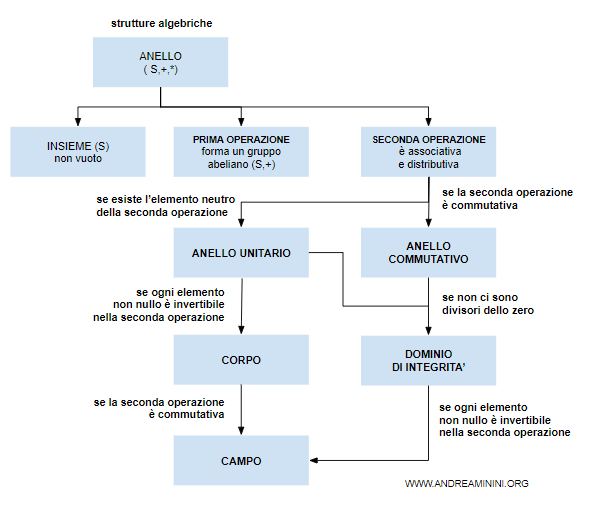 strutture algebriche
ANELLO
( S,+,*)
INSIEME (S)
non vuoto
PRIMA OPERAZIONE
forma un gruppo
abeliano (S,+)
SECONDA OPERAZIONE
è associativa
e distributiva
se esiste l'elemento neutro
della seconda operazione
se la seconda operazione
è commutativa
ANELLO UNITARIO
ANELLO
COMMUTATIVO
se ogni elemento
non nullo è invertibile
nella seconda operazione
se non ci sono
divisori dello zero
CORPO
DOMINIO
DI INTEGRITA'
se la seconda operazione
è commutativa
se ogni elemento
non nullo è invertibile
nella seconda operazione
CAMPO
WWW.ANDREAMININI.ORG